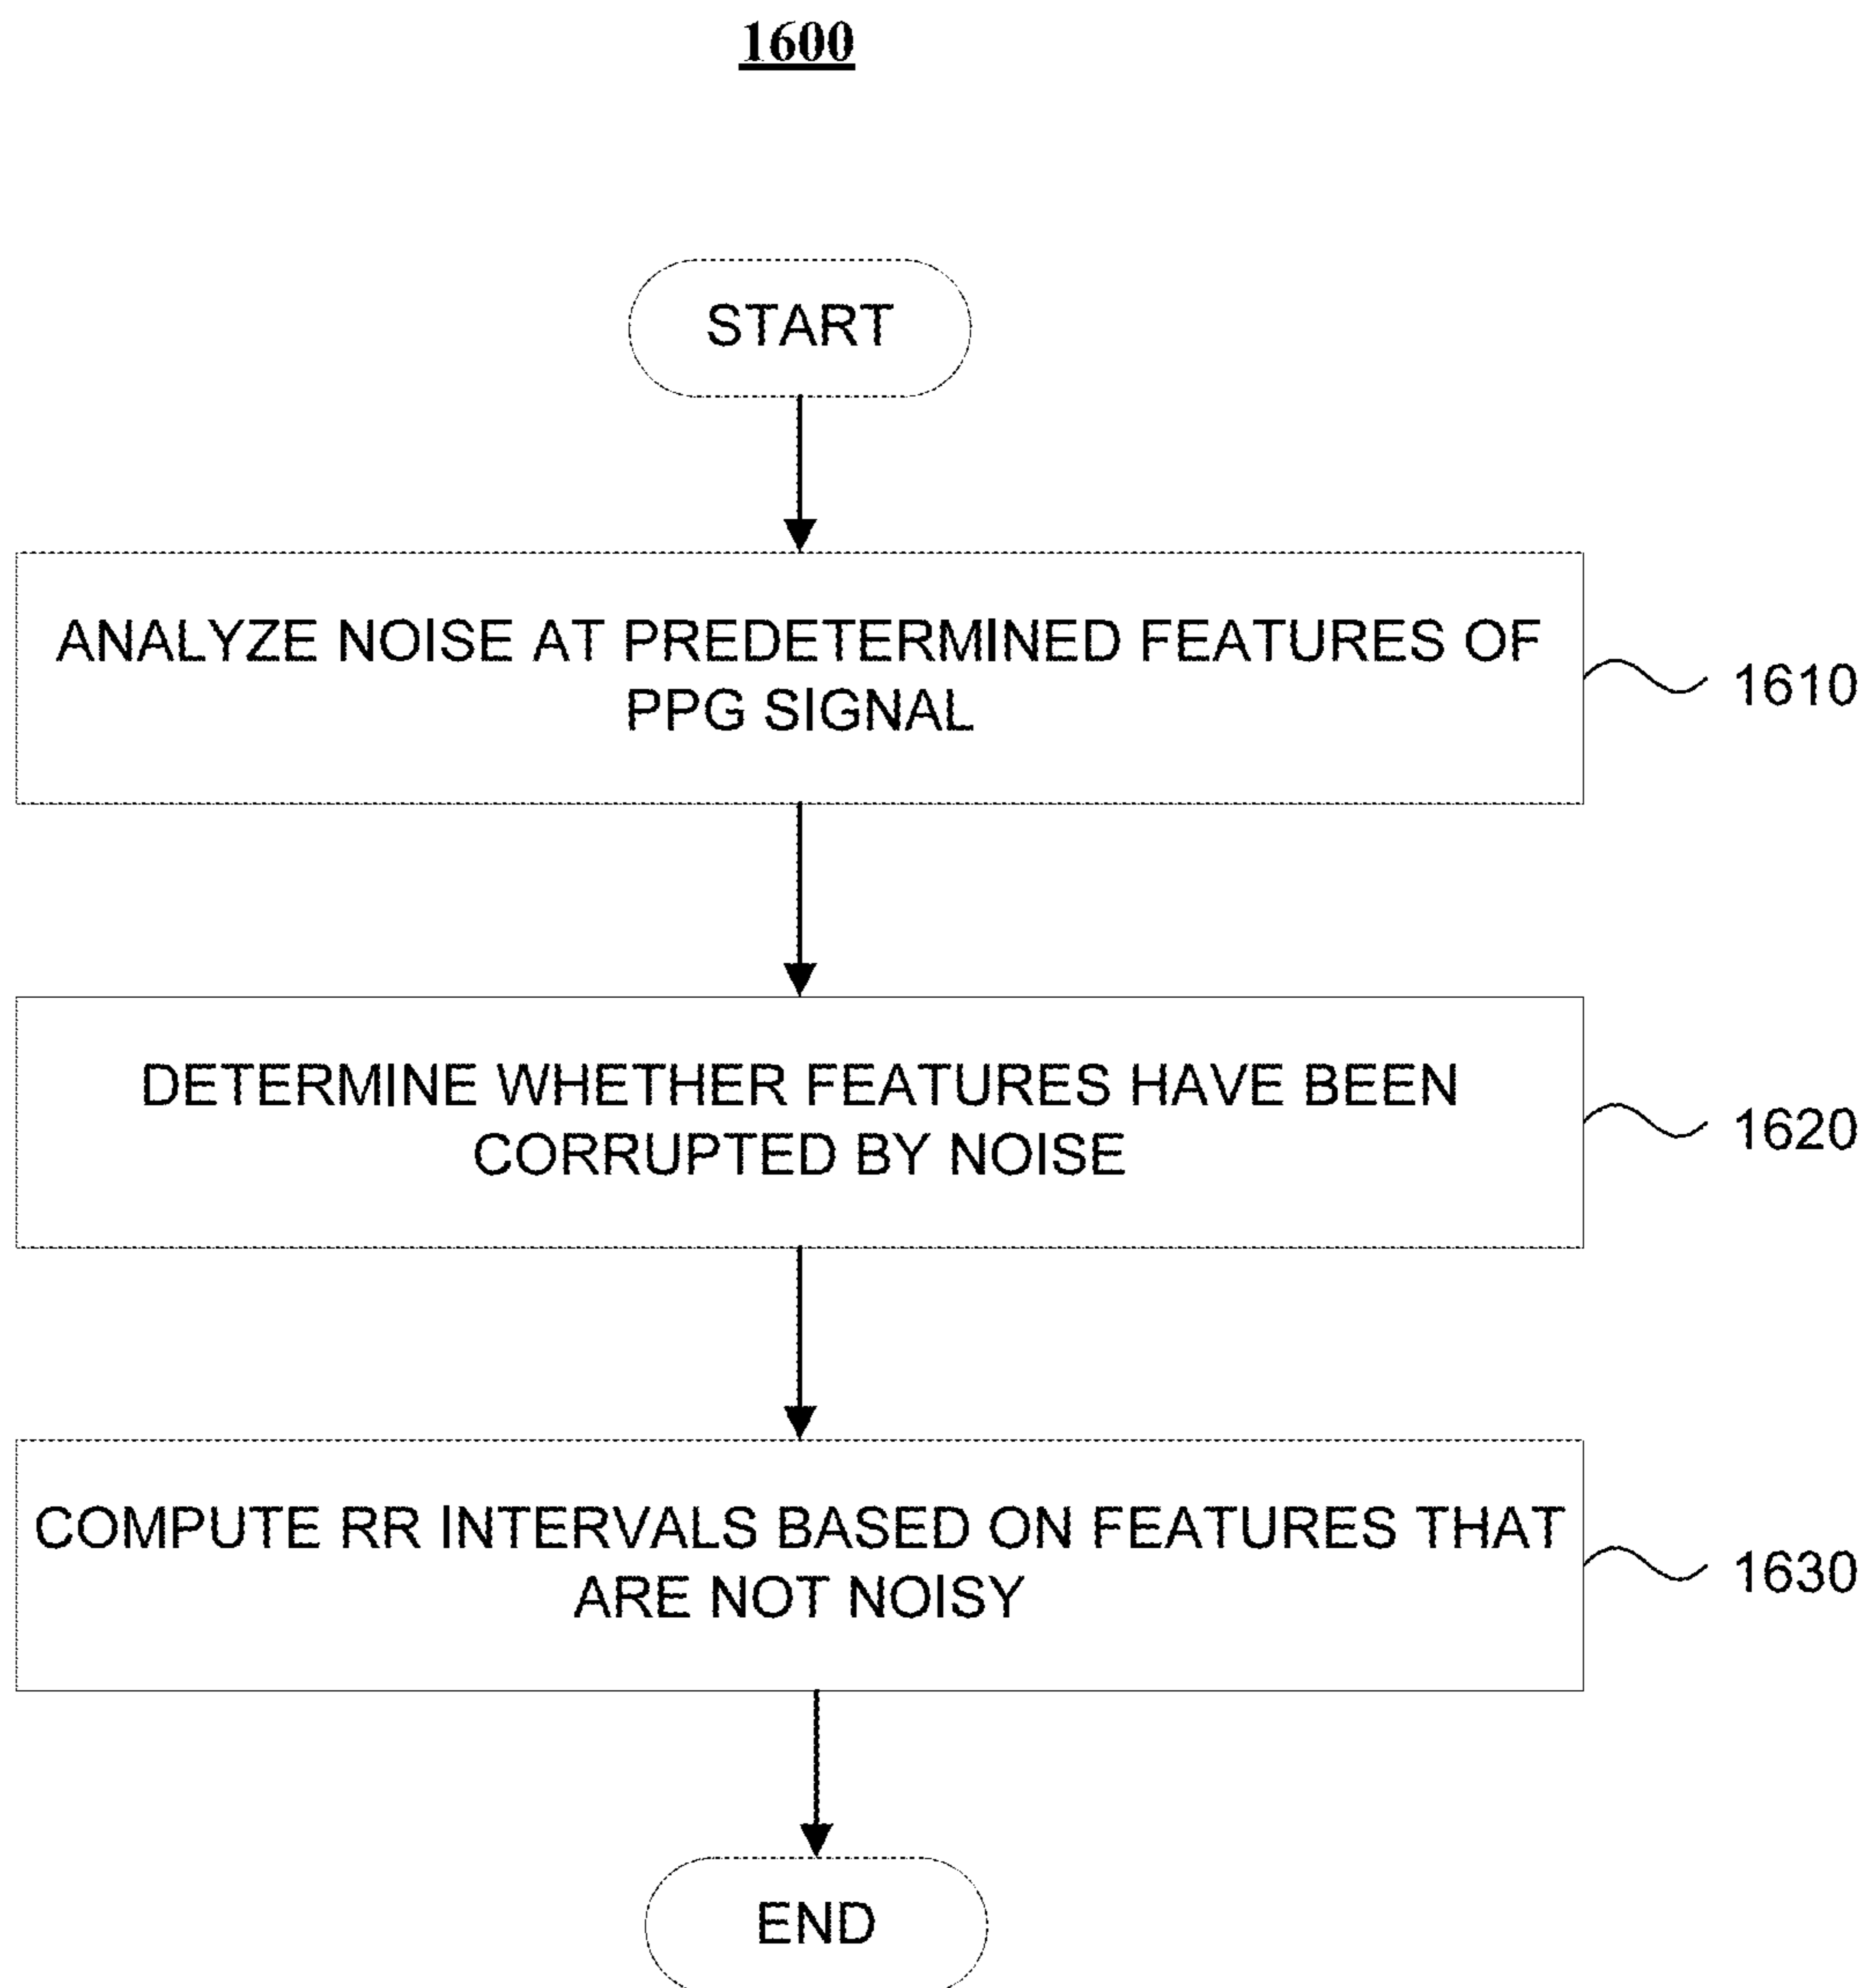 1600
START
ANALYZE NOISE AT PREDETERMINED FEATURES OF
PPG SIGNAL
1610
DETERMINE WHETHER FEATURES HAVE BEEN
CORRUPTED BY NOISE
1620
COMPUTE RR INTERVALS BASED ON FEATURES THAT
ARE NOT NOISY
1630
END